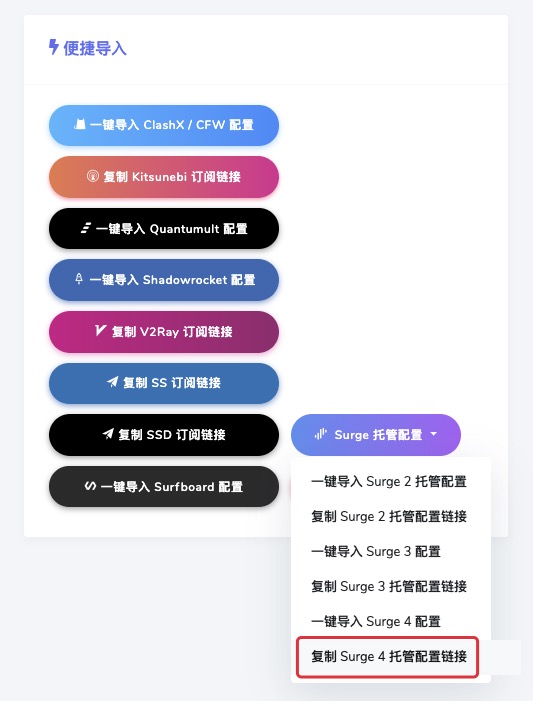 便捷导入
一键导入 ClashX / CFW 配置
复制 Kitsunebi 订阅链接
一键导入 Quantumult 配置
一键导入 Shadowrocket 配置
复制 V2Ray 订阅链接
复制 SS 订阅链接
复制 SSD 订阅链接
Surge 托管配置
一键导入 Surfboard 配置
一键导入 Surge 2 托管配置
复制 Surge 2 托管配置链接
一键导入 Surge 3 配置
复制 Surge 3 托管配置链接
一键导入 Surge 4 配置
复制 Surge 4 托管配置链接